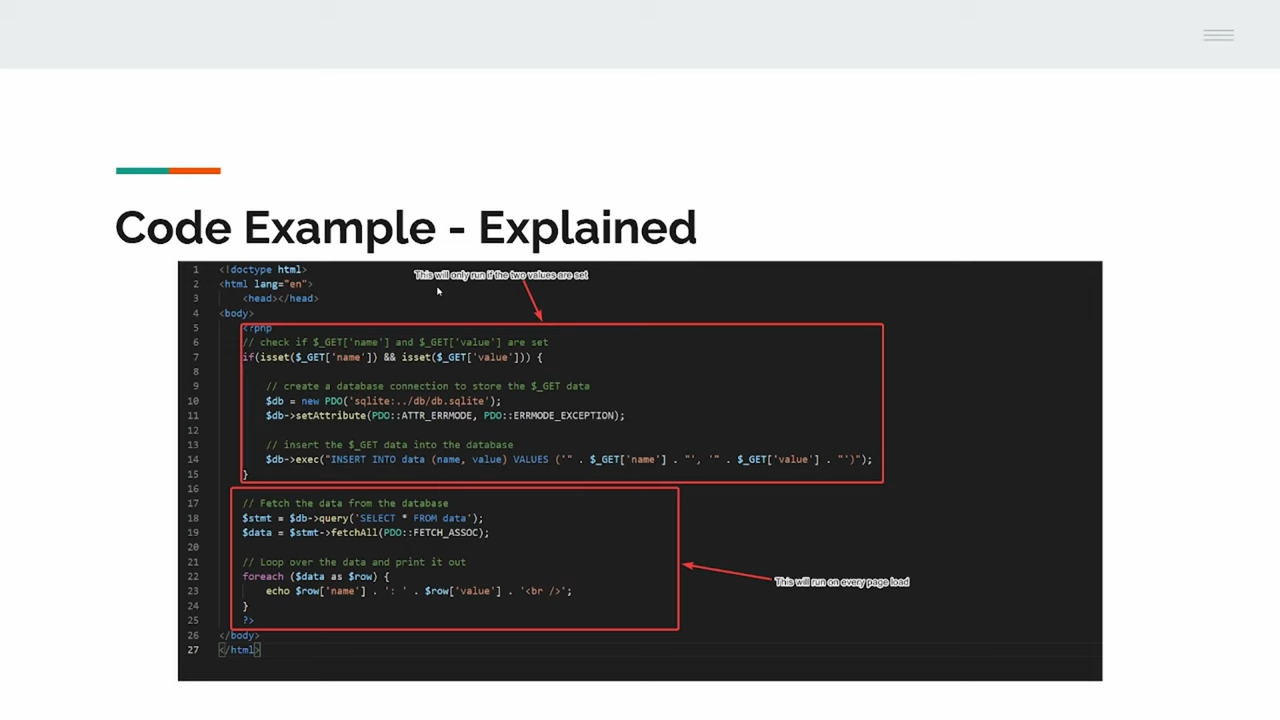 Code Example - Explained
This will only run if the two values are set
1 <!doctype html>
2 <html lang="en">
3 <head></head>
4 <body>
5 <?php
6 // check if $_GET['name'] and $_GET['value'] are set
7 if(isset($_GET['name']) && isset($_GET['value'])) {
8
9 // create a database connection to store the $_GET data
10 $db = new PDO('sqlite:../db/db.sqlite');
11 $db->setAttribute(PDO::ATTR_ERRMODE, PDO::ERRMODE_EXCEPTION);
12
13 // insert the $_GET data into the database
14 $db->exec("INSERT INTO data (name, value) VALUES ('" . $_GET['name'] . "', '" . $_GET['value'] . "')");
15 }
16
17 // Fetch the data from the database
18 $stmt = $db->query('SELECT * FROM data');
19 $data = $stmt->fetchAll(PDO::FETCH_ASSOC);
20
21 // Loop over the data and print it out
22 foreach ($data as $row) {
23 echo $row['name'] . ': ' . $row['value'] . '<br />';
24 }
25 ?>
26 </body>
27 </html>
This will run on every page load